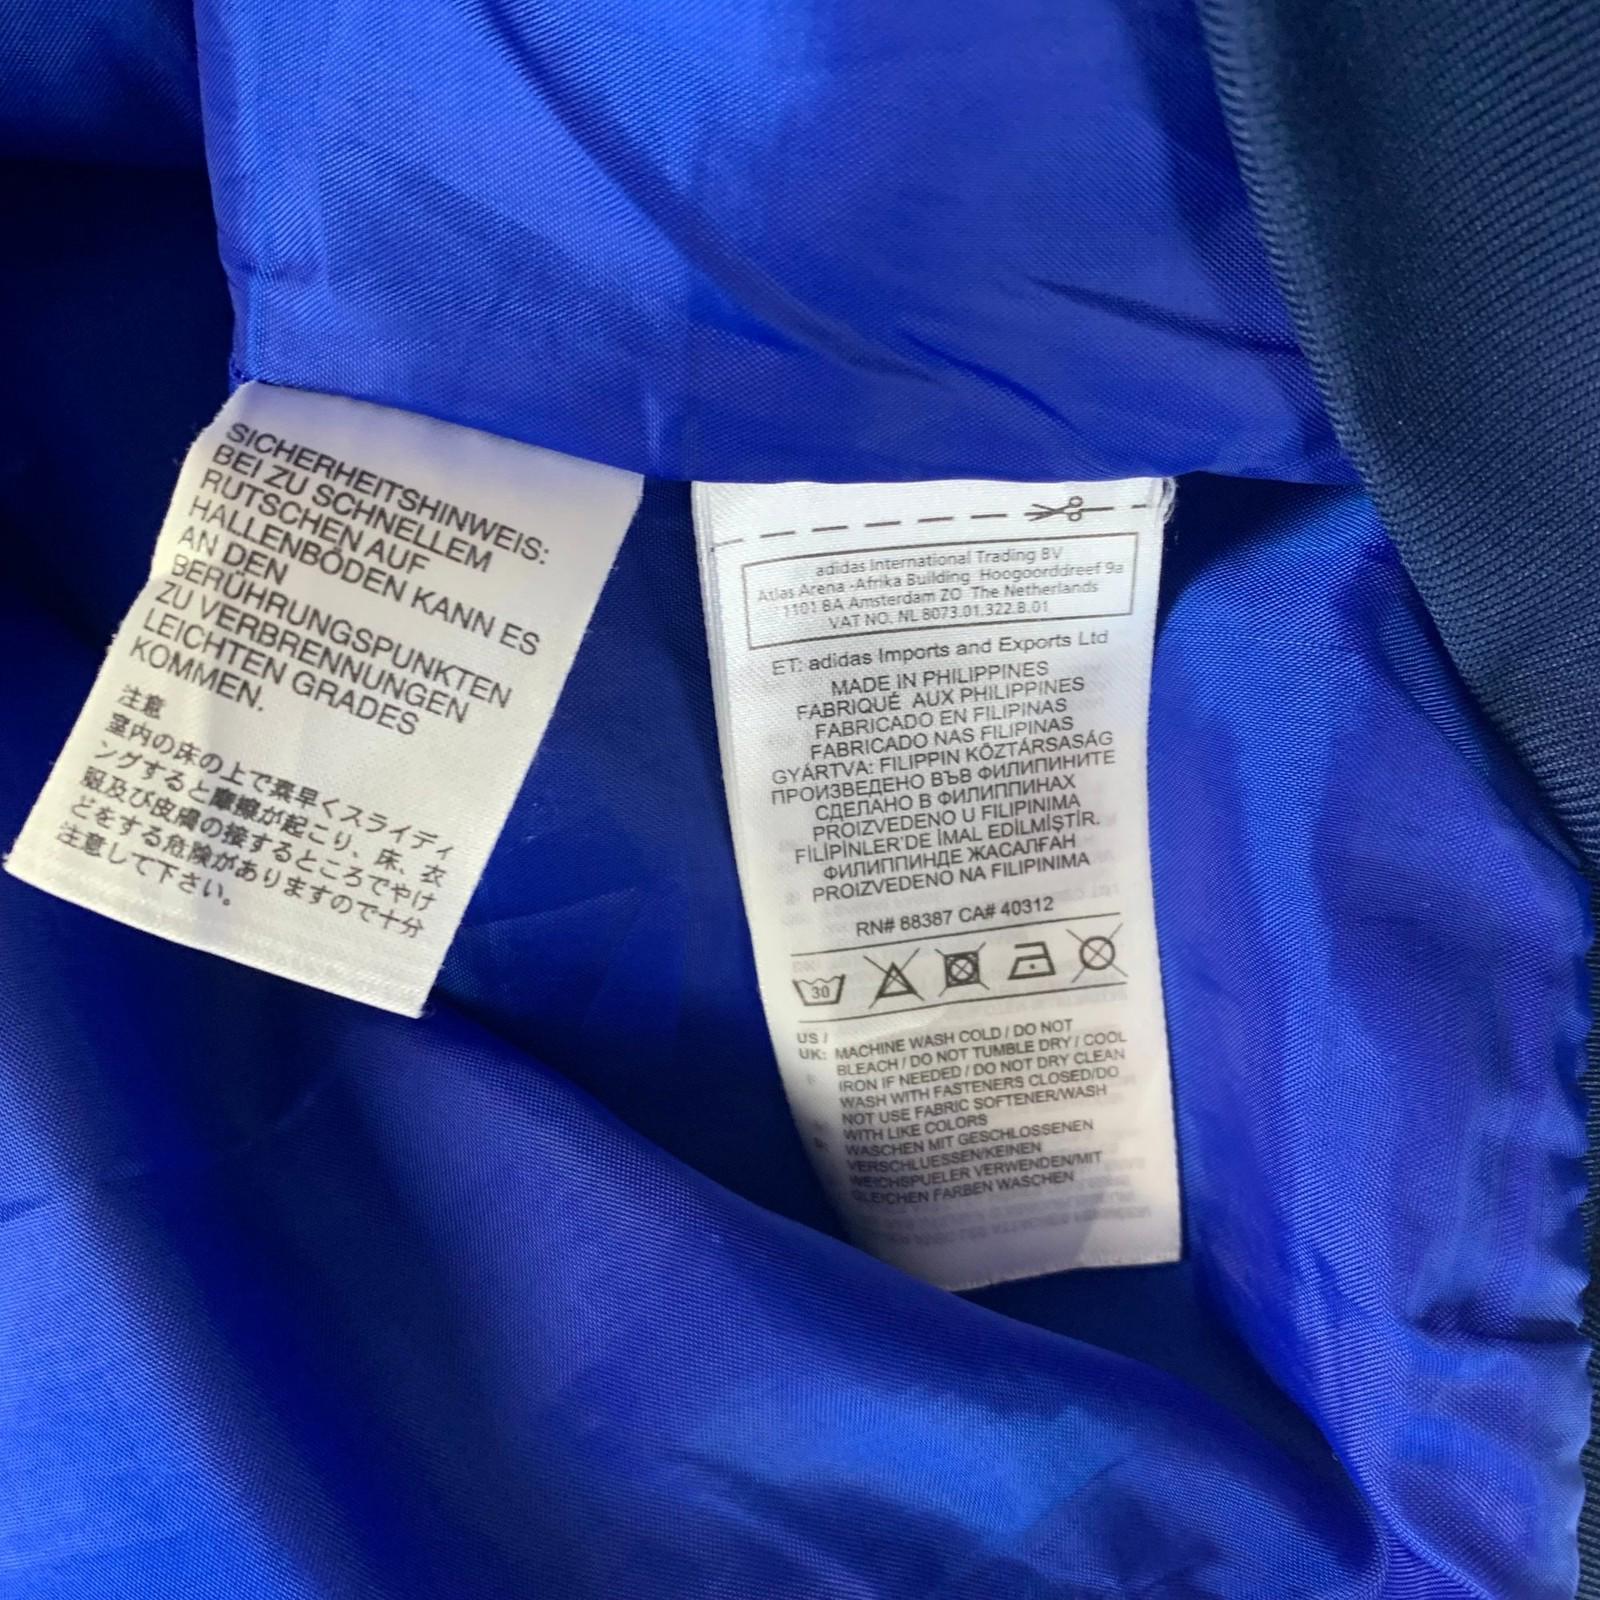 SICHERHEITSHINWEIS:
BEI ZU SCHNELLEM
RUTSCHEN AUF
HALLENBÖDEN KANN ES
AN DEN
BERÜHRUNGSPUNKTEN
ZU VERBRENNUNGEN
LEICHTEN GRADES
KOMMEN.
注意
室内の床の上で素早くスライディ
ングすると摩擦が起こり、床、衣
服及び皮膚の接するところでやけ
どをする危険がありますので十分
注意して下さい。
adidas International Trading BV
Atlas Arena -Afrika Building Hoogoorddreef 9a
1101 BA Amsterdam ZO The Netherlands
VAT NO. NL 8073.01.322.B.01
ET: adidas Imports and Exports Ltd
MADE IN PHILIPPINES
FABRIQUÉ AUX PHILIPPINES
FABRICADO EN FILIPINAS
FABRICADO NAS FILIPINAS
GYÁRTVA: FILIPPIN KÖZTÁRSASÁG
ПРОИЗВЕДЕНО ВЪВ ФИЛИПИНИТЕ
СДЕЛАНО В ФИЛИППИНАХ
PROIZVEDENO U FILIPINIMA
FİLİPİNLER'DE İMAL EDİLMİŞTİR.
ФИЛИППИНДЕ ЖАСАЛҒАН
PROIZVEDENO NA FILIPINIMA
RN# 88387 CA# 40312
30
US /
UK: MACHINE WASH COLD / DO NOT
BLEACH / DO NOT TUMBLE DRY / COOL
IRON IF NEEDED / DO NOT DRY CLEAN
WASH WITH FASTENERS CLOSED/DO
NOT USE FABRIC SOFTENER/WASH
WITH LIKE COLORS
WASCHEN MIT GESCHLOSSENEN
VERSCHLUESSEN/KEINEN
WEICHSPUELER VERWENDEN/MIT
GLEICHEN FARBEN WASCHEN